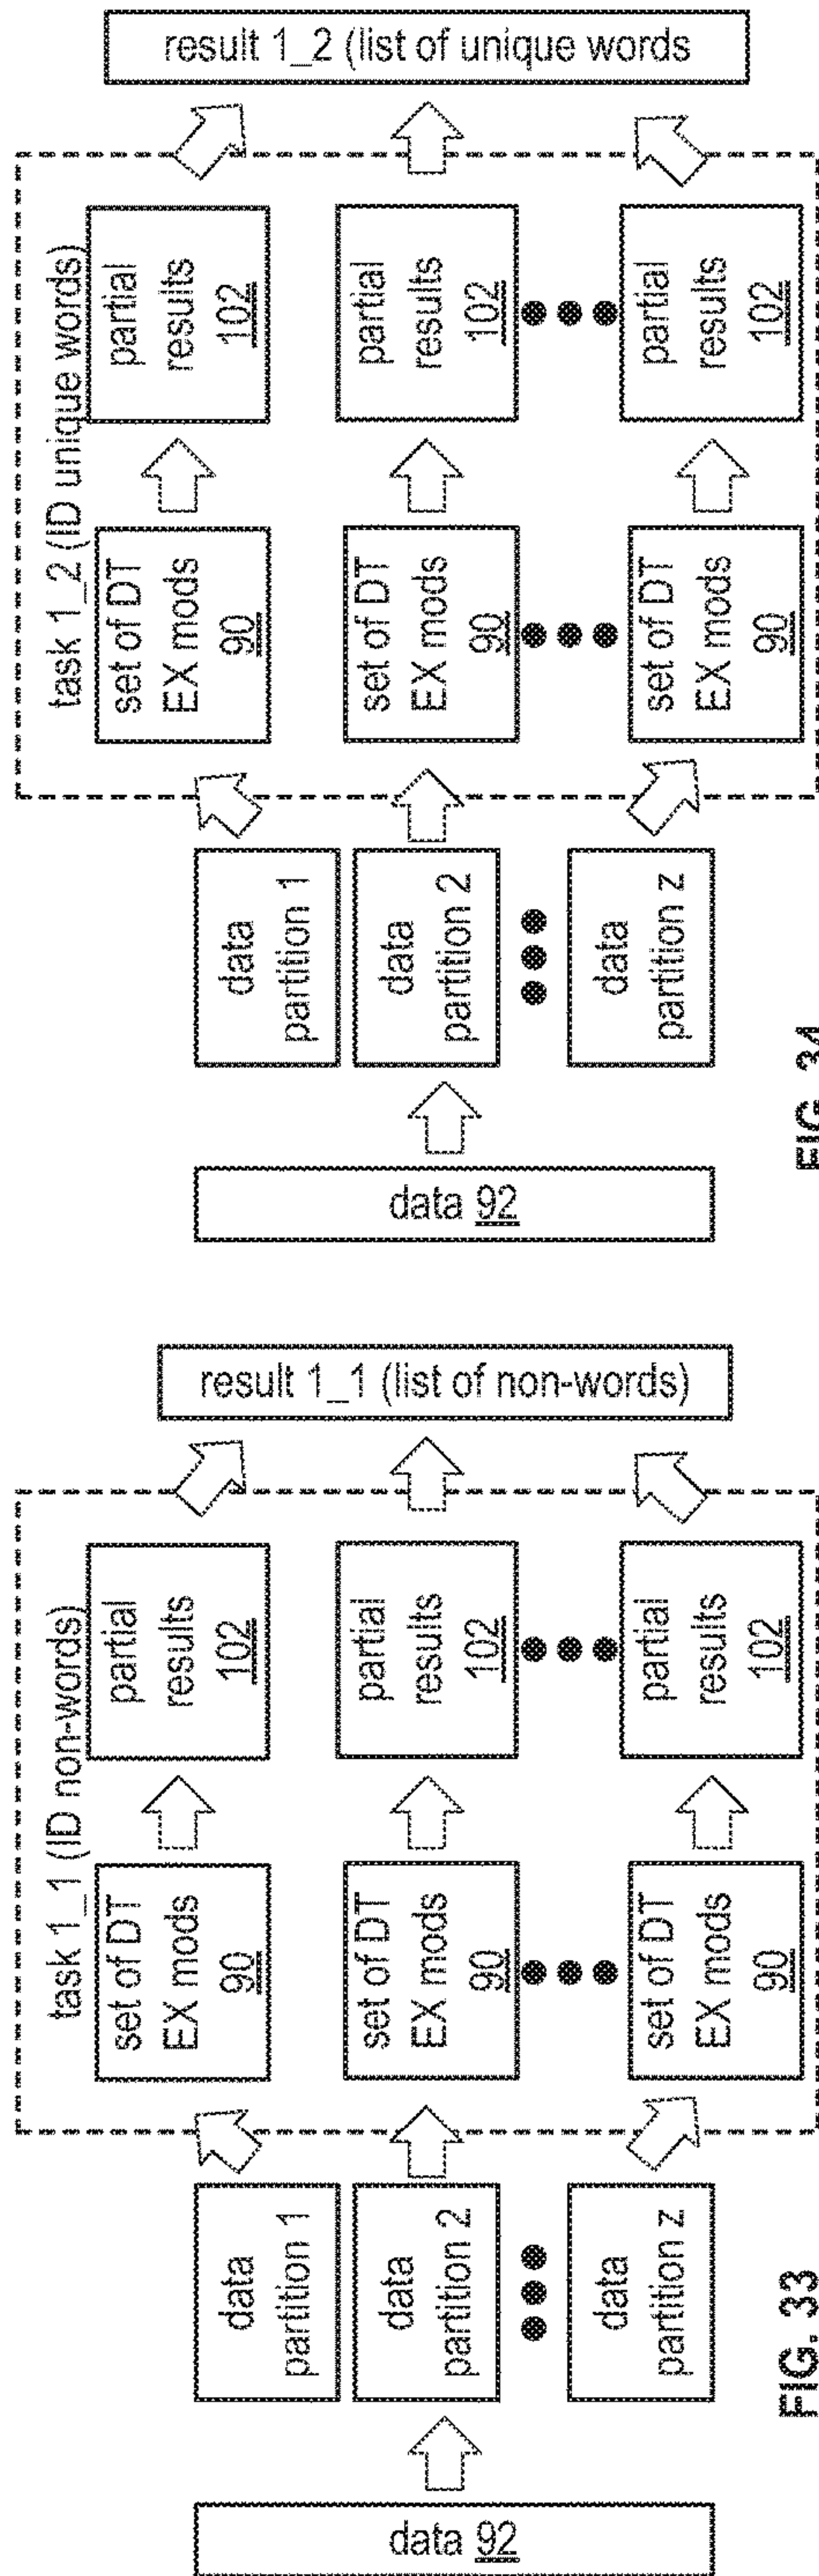 data 92
data
partition 1
data
partition 2
data
partition z
task 1_1 (ID non-words)
set of DT
EX mods
90
set of DT
EX mods
90
set of DT
EX mods
90
partial
results
102
partial
results
102
partial
results
102
result 1_1 (list of non-words)
FIG. 33
data 92
data
partition 1
data
partition 2
data
partition z
task 1_2 (ID unique words)
set of DT
EX mods
90
set of DT
EX mods
90
set of DT
EX mods
90
partial
results
102
partial
results
102
partial
results
102
result 1_2 (list of unique words
FIG. 34